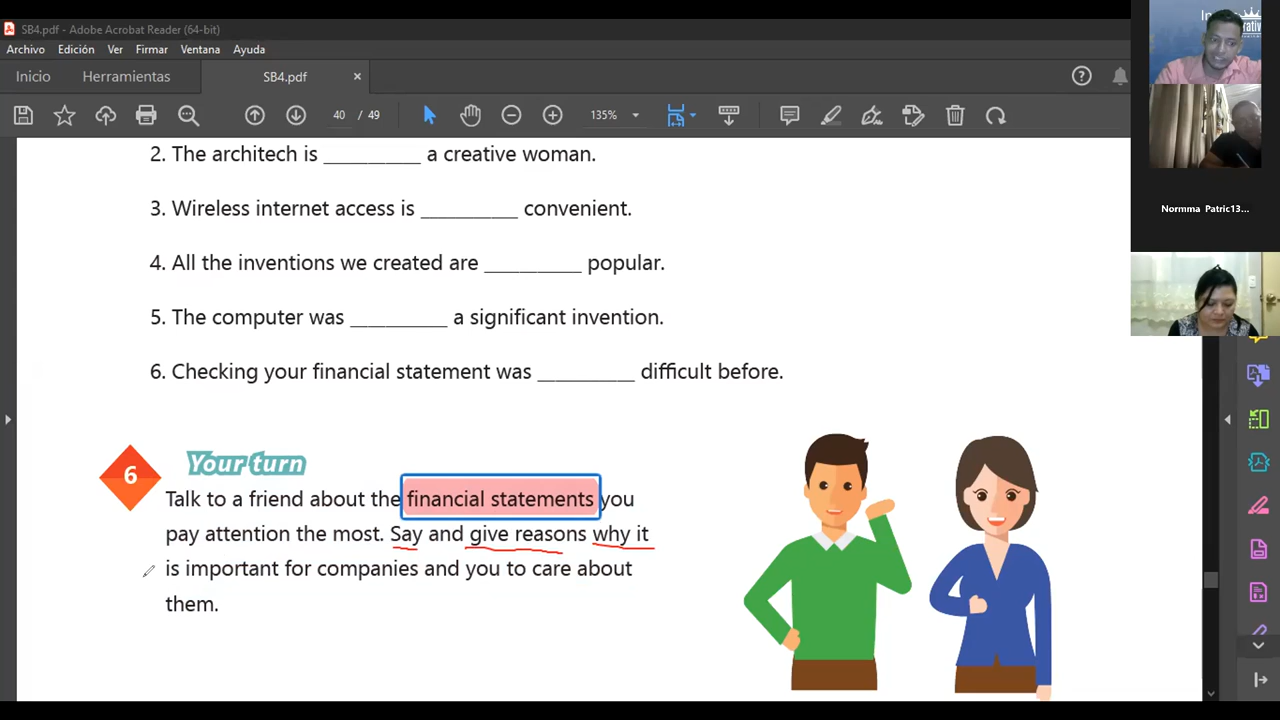 SB4.pdf - Adobe Acrobat Reader (64-bit)
Archivo Edición Ver Firmar Ventana Ayuda
Inicio Herramientas SB4.pdf ×
40 / 49 135%
2. The architech is __________ a creative woman.
3. Wireless internet access is __________ convenient.
4. All the inventions we created are __________ popular.
5. The computer was __________ a significant invention.
6. Checking your financial statement was __________ difficult before.
6 Your turn
Talk to a friend about the financial statements you
pay attention the most. Say and give reasons why it
is important for companies and you to care about
them.
Normma Patric13...